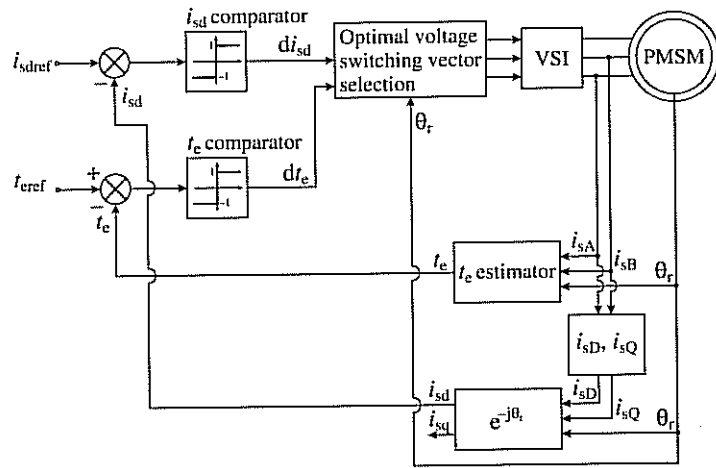 i_sd comparator
1
-1
di_sd
i_sdref
−
i_sd
Optimal voltage
switching vector
selection
VSI
PMSM
θ_r
t_e comparator
1
-1
dt_e
t_eref
+
−
t_e
t_e
t_e estimator
i_sA
i_sB
θ_r
i_sD, i_sQ
i_sD
i_sQ
i_sd
i_sq
e^−jθ_r
θ_r